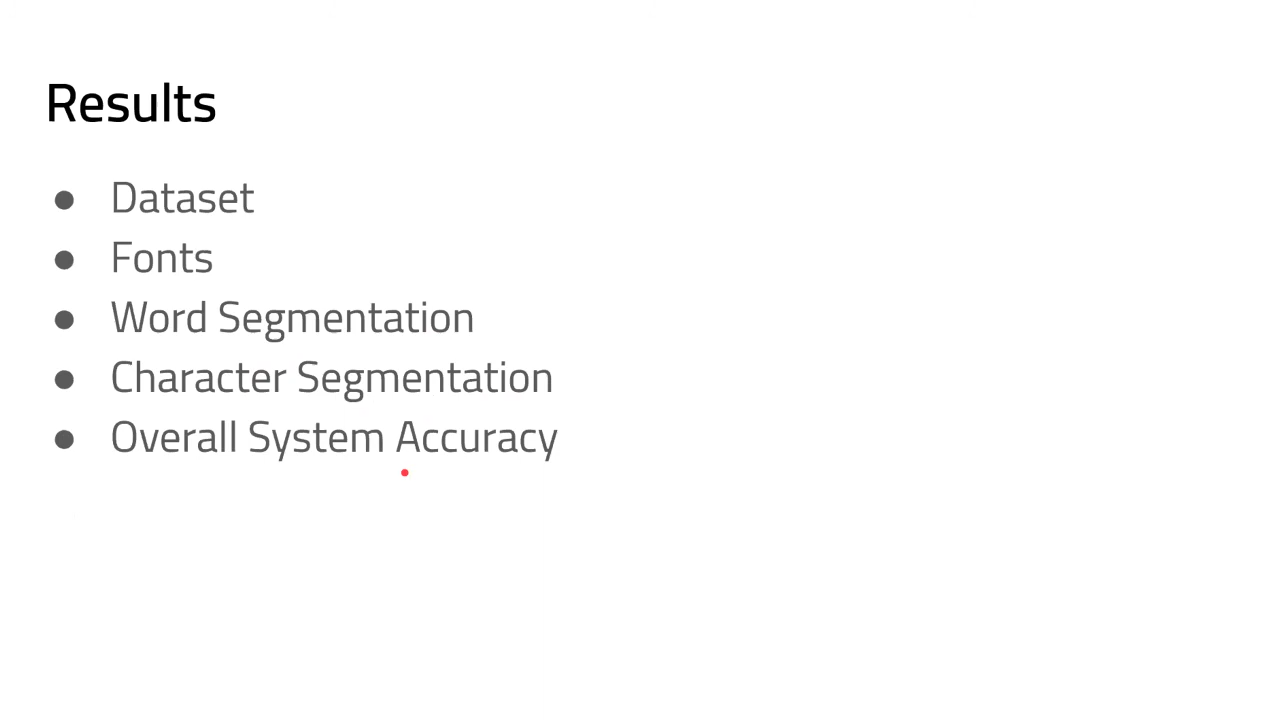 Results
● Dataset
● Fonts
● Word Segmentation
● Character Segmentation
● Overall System Accuracy